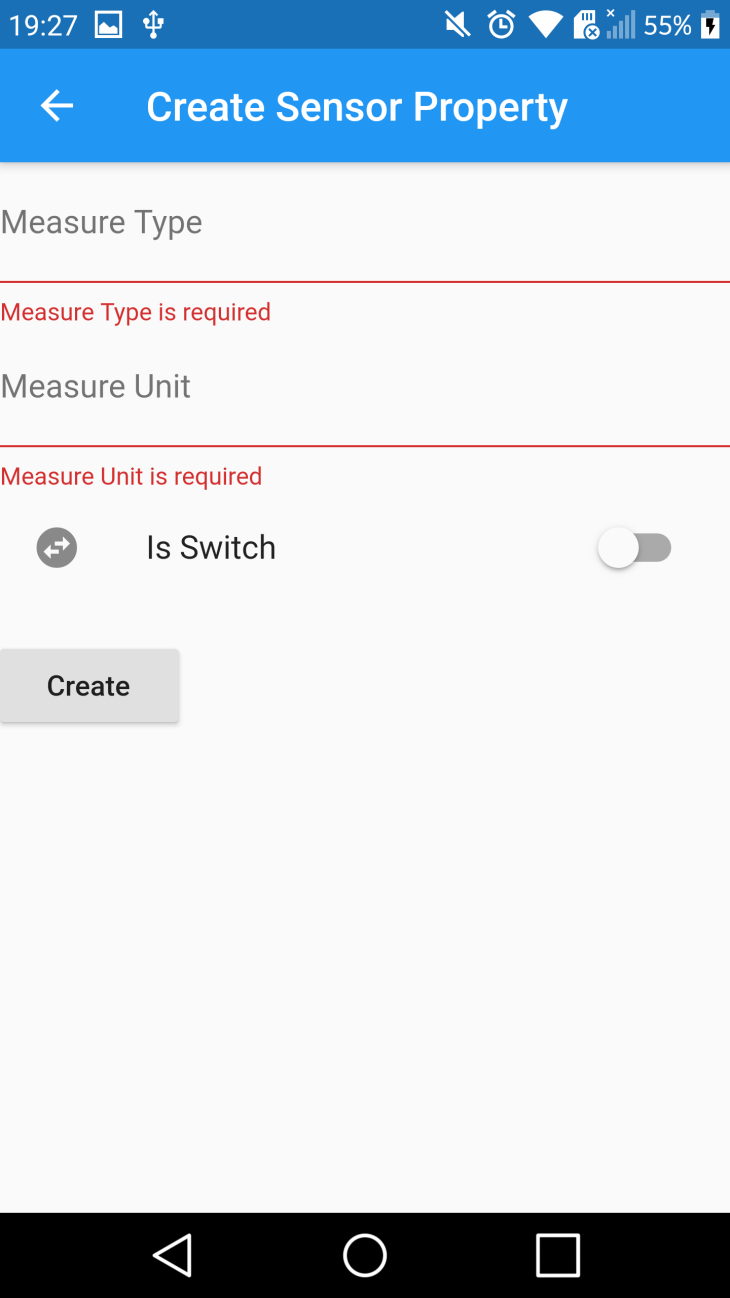 19:27 55%
Create Sensor Property
Measure Type
Measure Type is required
Measure Unit
Measure Unit is required
Is Switch
Create